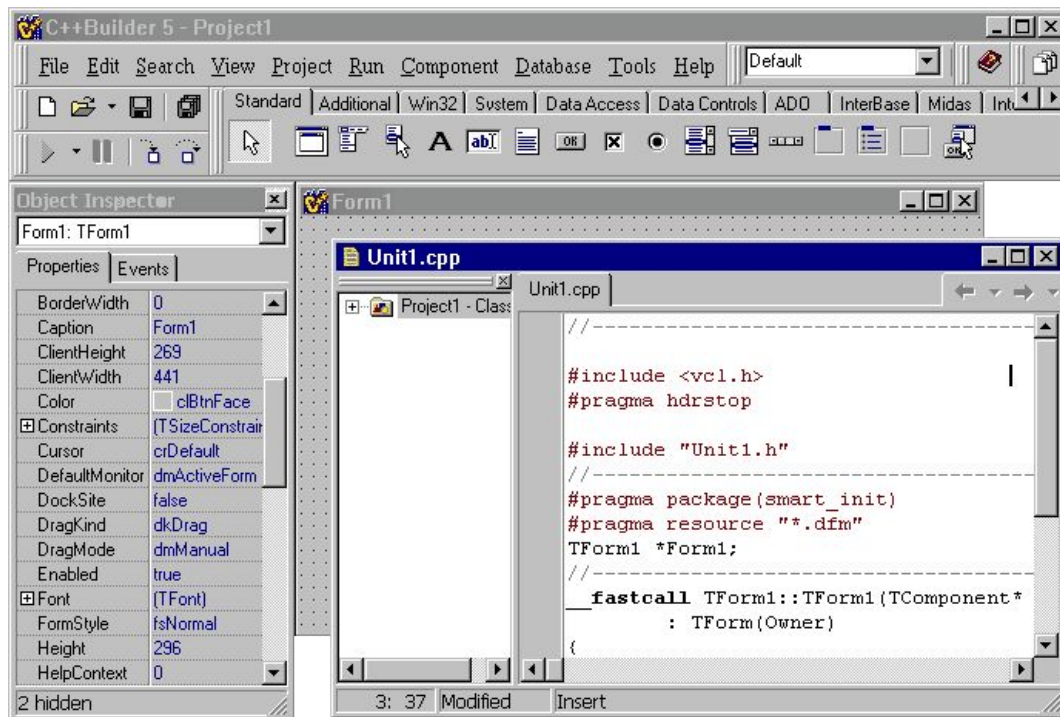 C++Builder 5 - Project1
File Edit Search View Project Run Component Database Tools Help Default
Standard Additional Win32 System Data Access Data Controls ADO InterBase Midas Inte
A ab OK OK
Object Inspector
Form1: TForm1
Properties Events
BorderWidth 0
Caption Form1
ClientHeight 269
ClientWidth 441
Color clBtnFace
Constraints (TSizeConstrain
Cursor crDefault
DefaultMonitor dmActiveForm
DockSite false
DragKind dkDrag
DragMode dmManual
Enabled true
Font (TFont)
FormStyle fsNormal
Height 296
HelpContext 0
2 hidden
Form1
Unit1.cpp
Project1 - Class
Unit1.cpp
//---------------------------------
#include <vcl.h>
#pragma hdrstop
#include "Unit1.h"
//---------------------------------
#pragma package(smart_init)
#pragma resource "*.dfm"
TForm1 *Form1;
//---------------------------------
__fastcall TForm1::TForm1(TComponent*
: TForm(Owner)
{
3: 37 Modified Insert